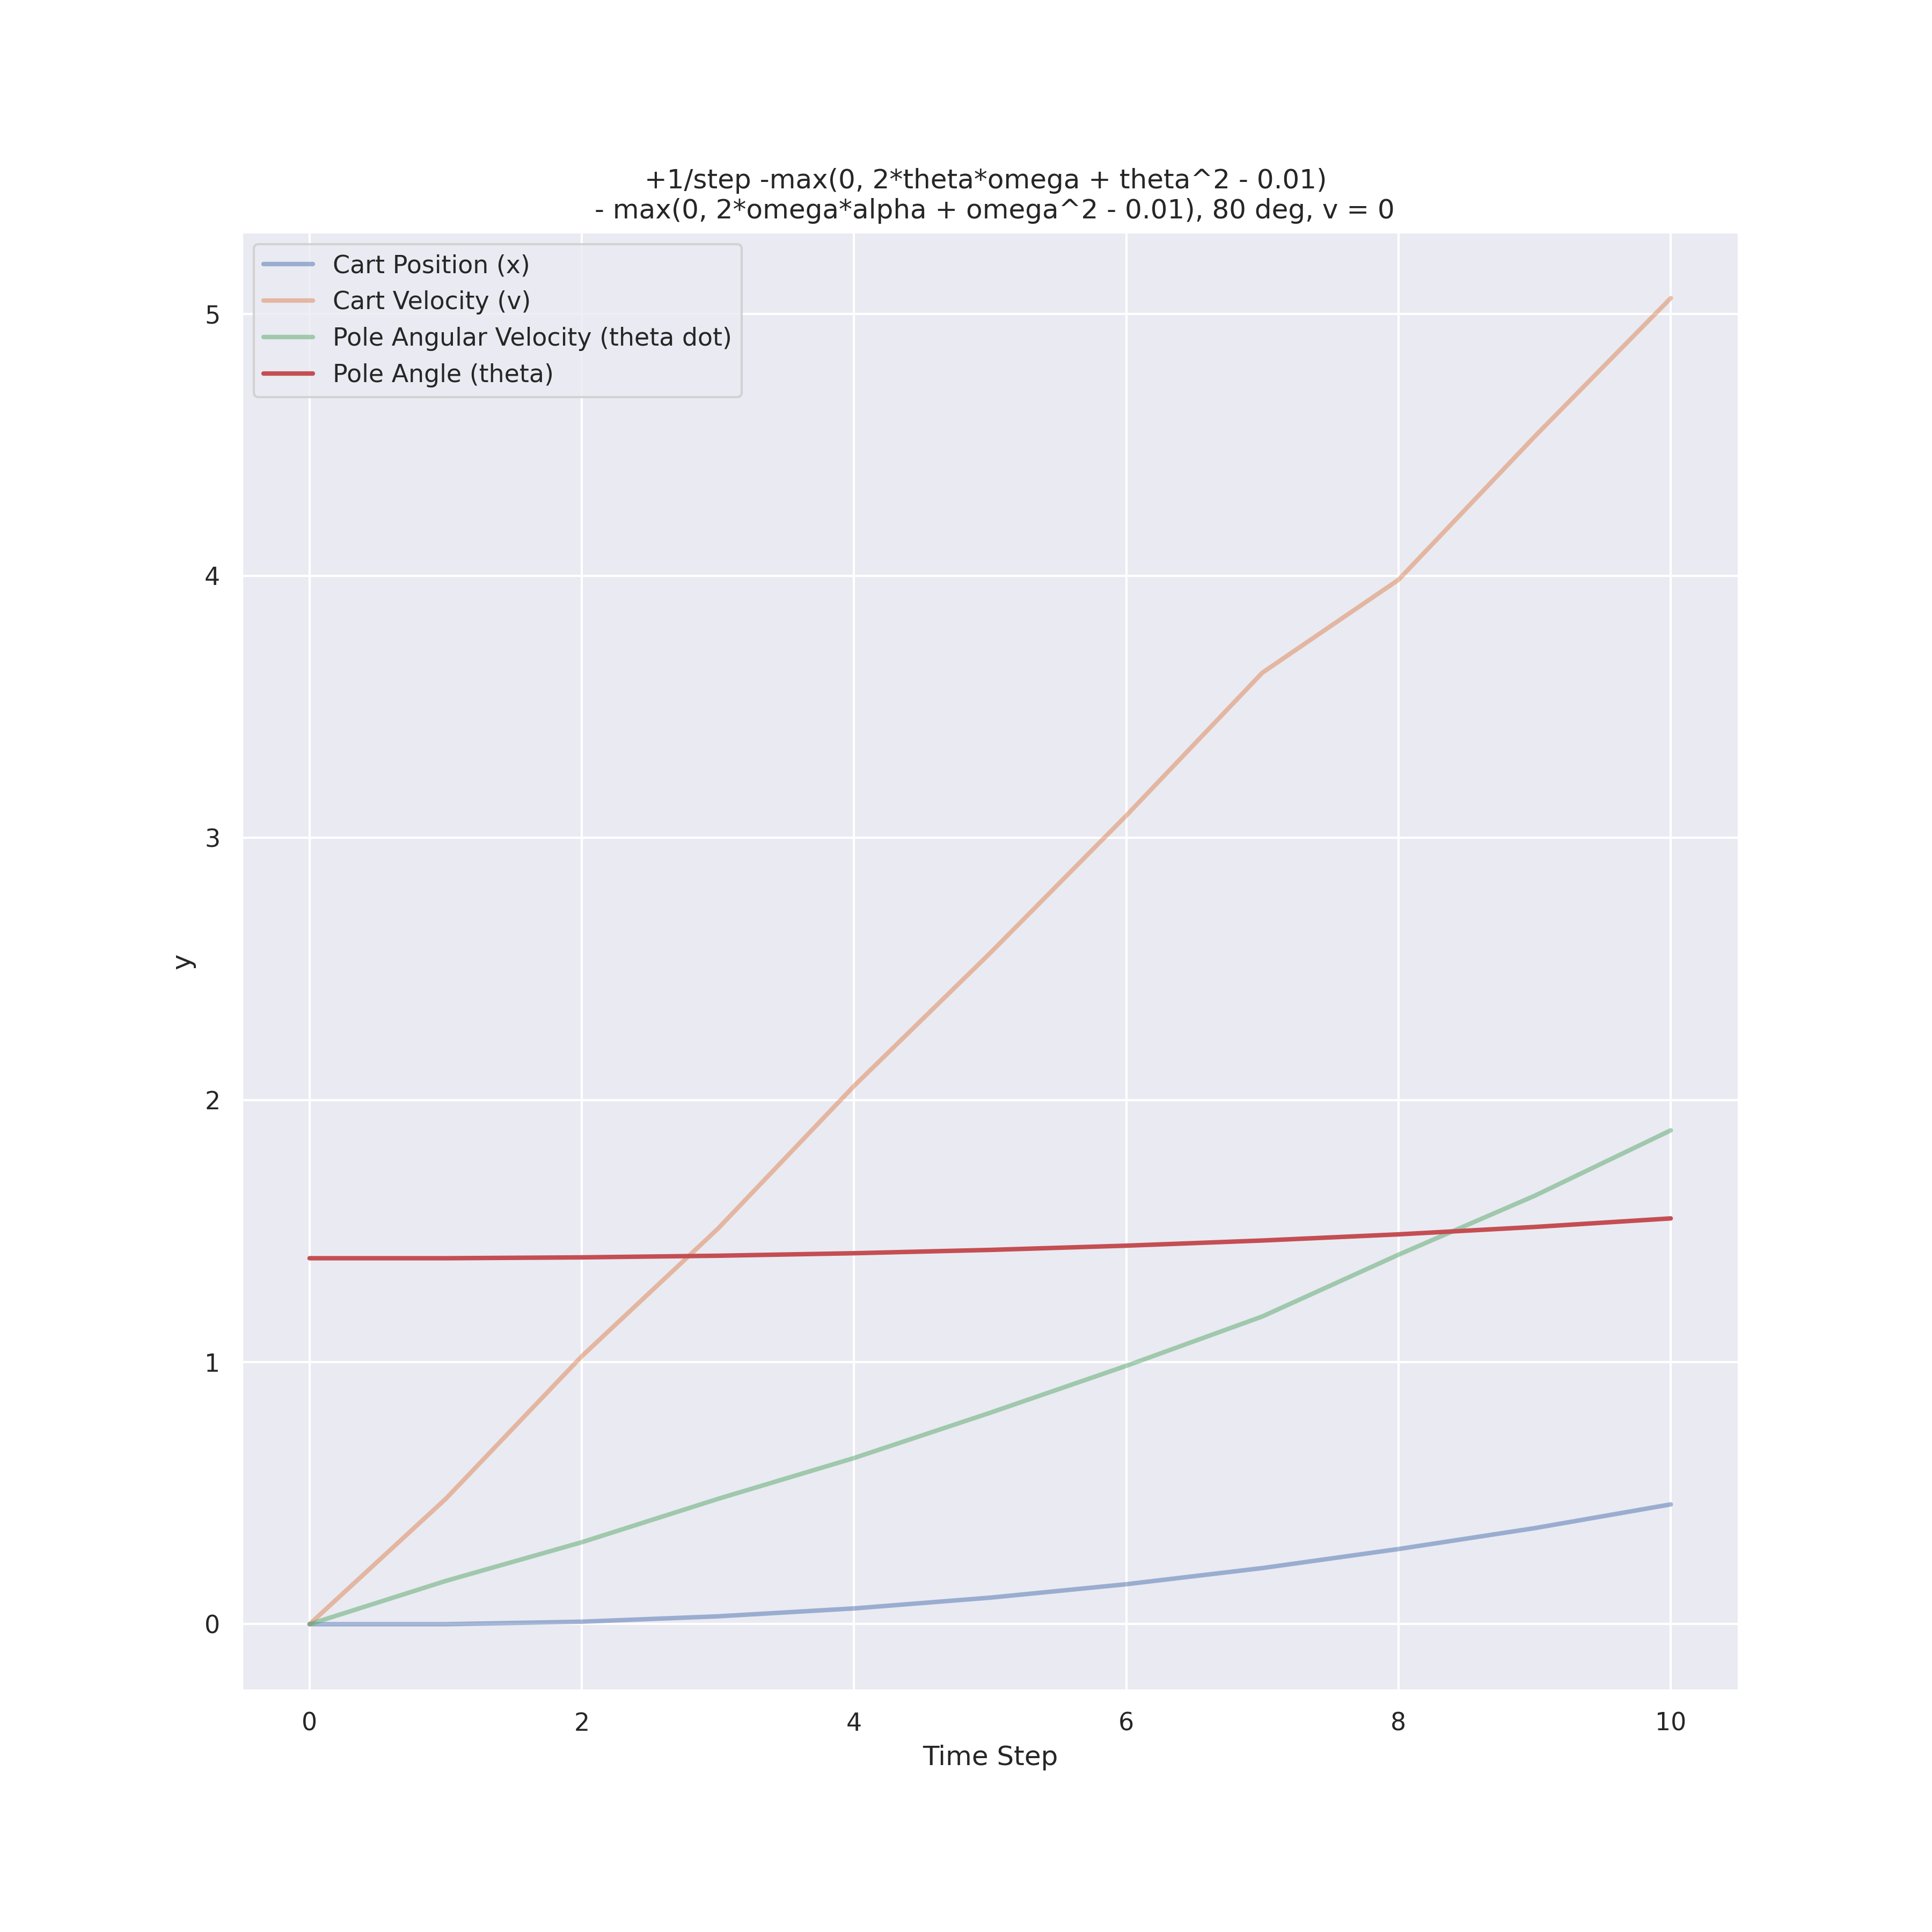 +1/step -max(0, 2*theta*omega + theta^2 - 0.01)
- max(0, 2*omega*alpha + omega^2 - 0.01), 80 deg, v = 0
Cart Position (x)
Cart Velocity (v)
Pole Angular Velocity (theta dot)
Pole Angle (theta)
5
4
3
2
1
0
y
0 2 4 6 8 10
Time Step